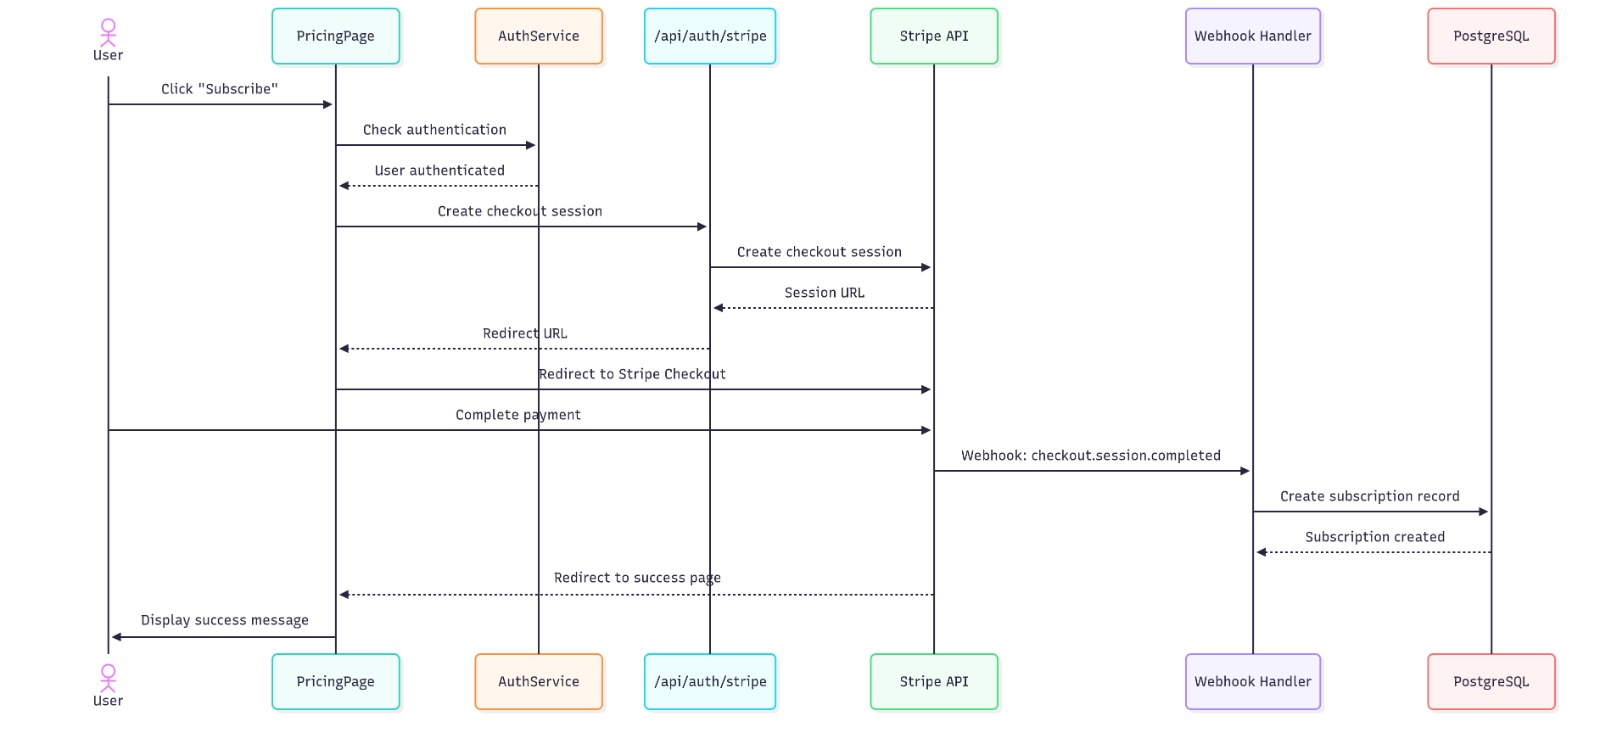 User
PricingPage
AuthService
/api/auth/stripe
Stripe API
Webhook Handler
PostgreSQL
Click "Subscribe"
Check authentication
User authenticated
Create checkout session
Create checkout session
Session URL
Redirect URL
Redirect to Stripe Checkout
Complete payment
Webhook: checkout.session.completed
Create subscription record
Subscription created
Redirect to success page
Display success message
User
PricingPage
AuthService
/api/auth/stripe
Stripe API
Webhook Handler
PostgreSQL